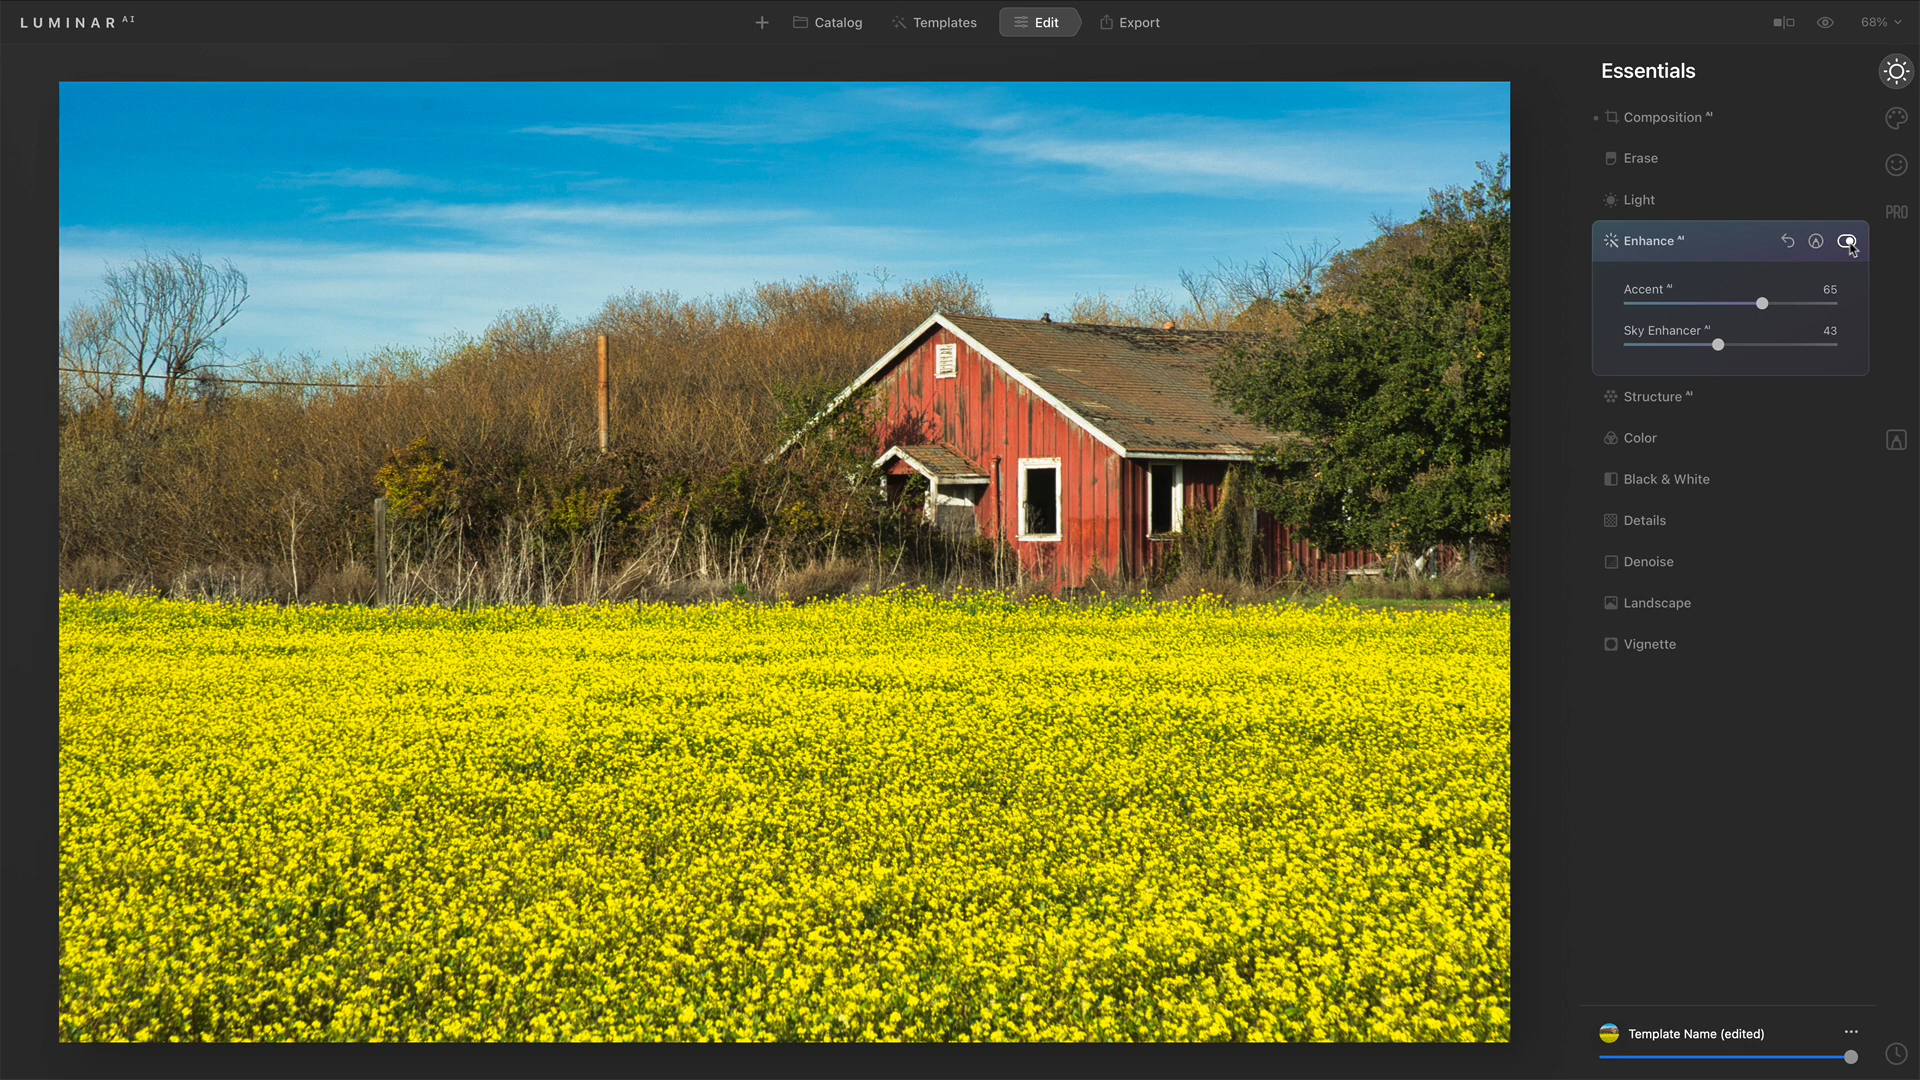 LUMINAR AI
Catalog
Templates
Edit
Export
68%
Essentials
Composition AI
Erase
Light
PRO
Enhance AI
Accent AI
65
Sky Enhancer AI
43
Structure AI
Color
Black & White
Details
Denoise
Landscape
Vignette
Template Name (edited)